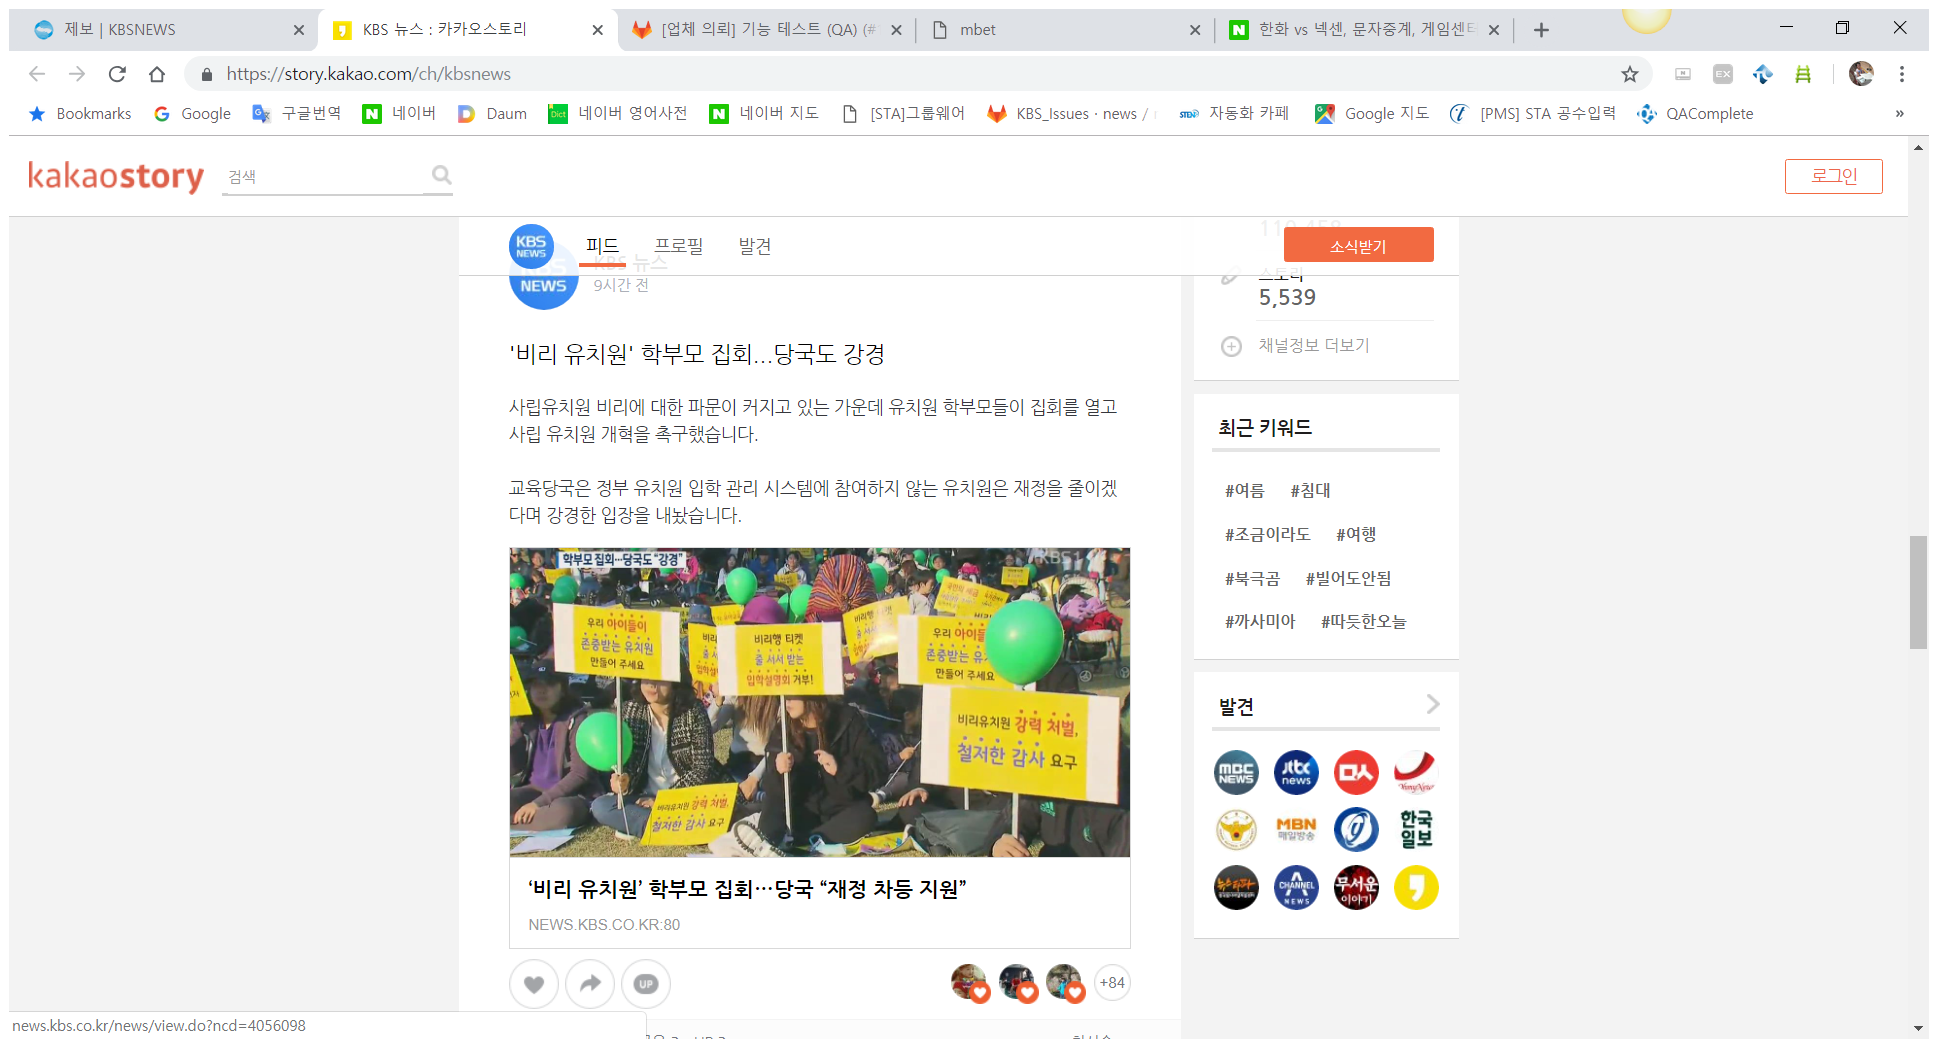 제보 | KBSNEWS
KBS 뉴스 : 카카오스토리
[업체 의뢰] 기능 테스트 (QA) (#
mbet
한화 vs 넥센, 문자중계, 게임센터
https://story.kakao.com/ch/kbsnews
EX
Bookmarks
Google
구글번역
네이버
Daum
네이버 영어사전
네이버 지도
[STA]그룹웨어
KBS_Issues · news /
자동화 카페
Google 지도
[PMS] STA 공수입력
QAComplete
»
kakaostory
검색
로그인
KBS NEWS
피드
프로필
발견
소식받기
KBS 뉴스
NEWS
9시간 전
110,458
스토리
5,539
채널정보 더보기
'비리 유치원' 학부모 집회...당국도 강경
사립유치원 비리에 대한 파문이 커지고 있는 가운데 유치원 학부모들이 집회를 열고
사립 유치원 개혁을 촉구했습니다.
교육당국은 정부 유치원 입학 관리 시스템에 참여하지 않는 유치원은 재정을 줄이겠
다며 강경한 입장을 내놨습니다.
학부모 집회…당국도 "강경"
KBS1
우리 아이들이
존중받는 유치원
만들어 주세요
비리행 티켓
줄 서서 받는
입학설명회 거부!
우리 아이들이
존중받는 유치
만들어 주세요
비리유치원 강력 처벌,
철저한 감사 요구
비리유치원 강력 처벌,
철저한 감사 요구
‘비리 유치원’ 학부모 집회…당국 “재정 차등 지원”
NEWS.KBS.CO.KR:80
UP
+84
최근 키워드
#여름 #침대
#조금이라도 #여행
#북극곰 #빌어도안됨
#까사미아 #따듯한오늘
발견
MBC NEWS
jtbc news
MBN 매일방송
한국
일보
뉴스타파
CHANNEL A NEWS
무서운
이야기
news.kbs.co.kr/news/view.do?ncd=4056098